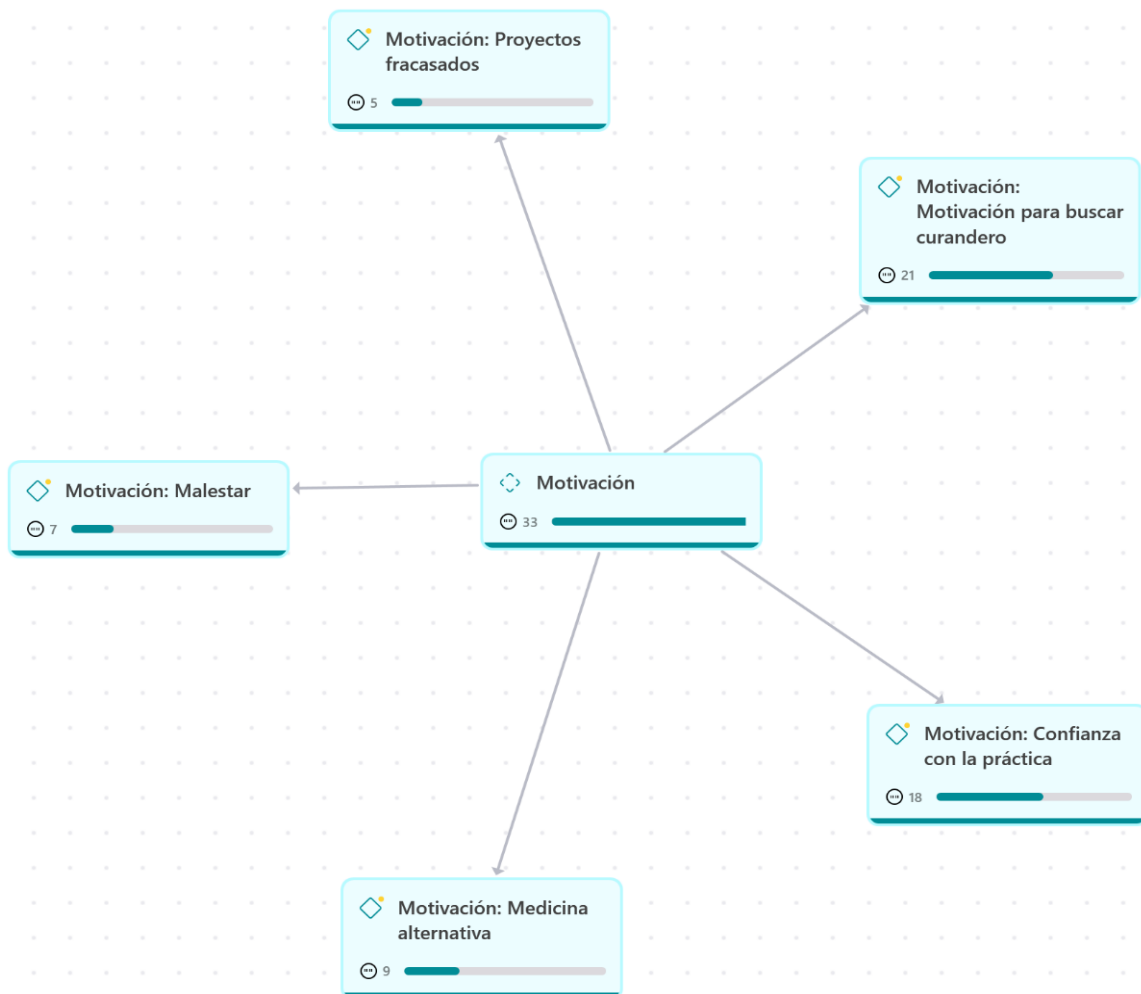 Motivación: Proyectos
fracasados
5
Motivación:
Motivación para buscar
curandero
21
Motivación: Malestar
7
Motivación
33
Motivación: Confianza
con la práctica
18
Motivación: Medicina
alternativa
9